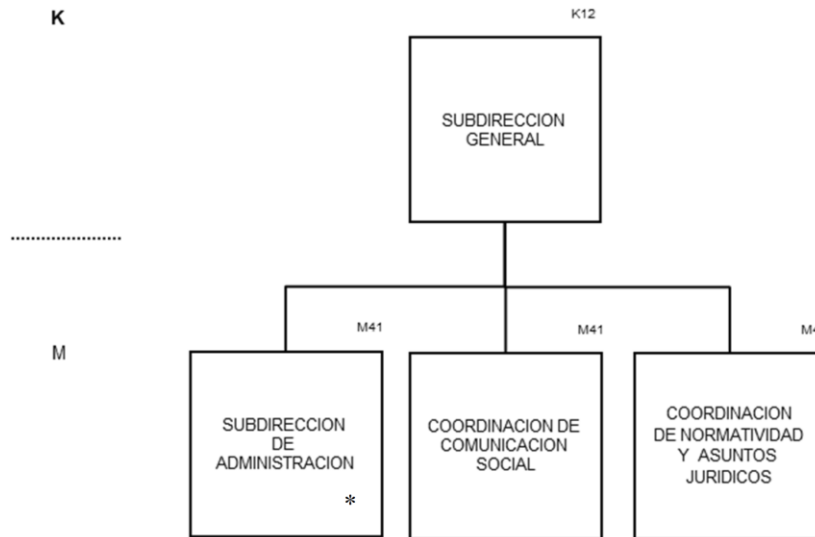 K
K12
SUBDIRECCION
GENERAL
......................
M
M41
M41
SUBDIRECCION
DE
ADMINISTRACION
*
COORDINACION DE
COMUNICACION
SOCIAL
COORDINACION
DE NORMATIVIDAD
Y ASUNTOS
JURIDICOS